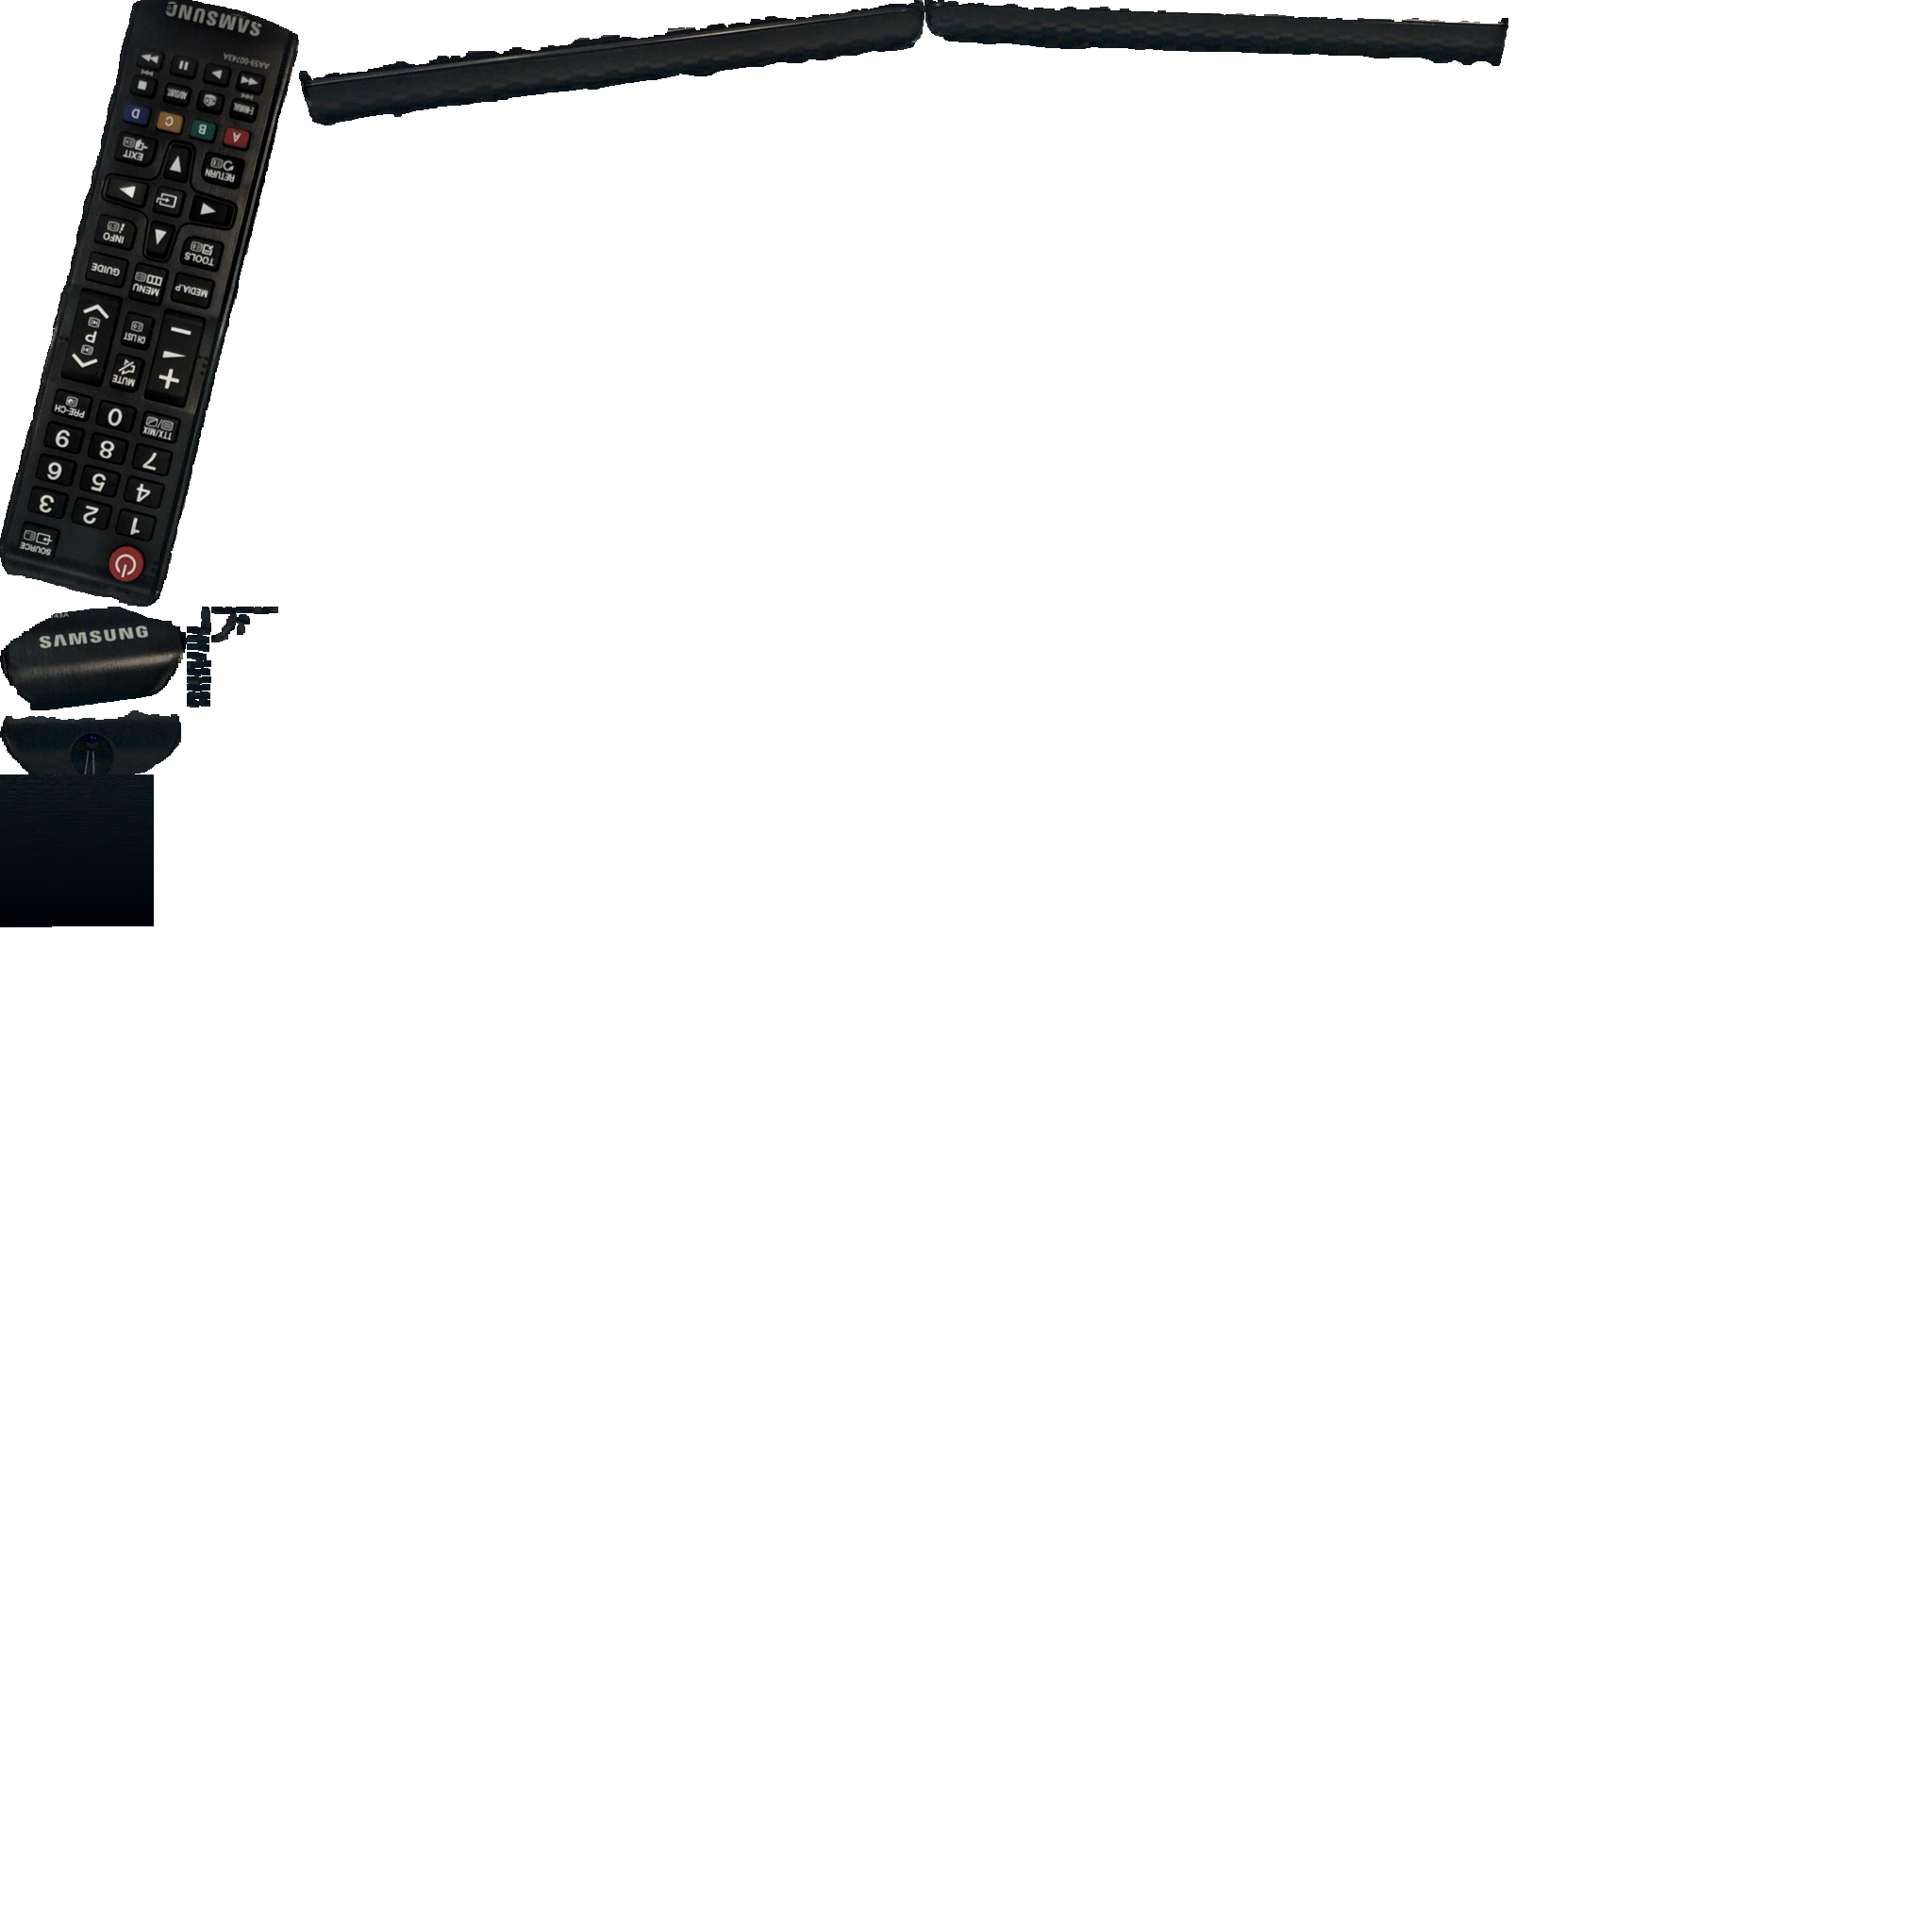 SAMSUNG
AA59-00743A
E-MANUAL AD/SUBT.
A B C D
RETURN EXIT
TOOLS INFO
MEDIA.P MENU GUIDE
CH LIST P
MUTE
+
−
TTX/MIX 0 PRE-CH
7 8 9
4 5 6
1 2 3
SOURCE
SAMSUNG